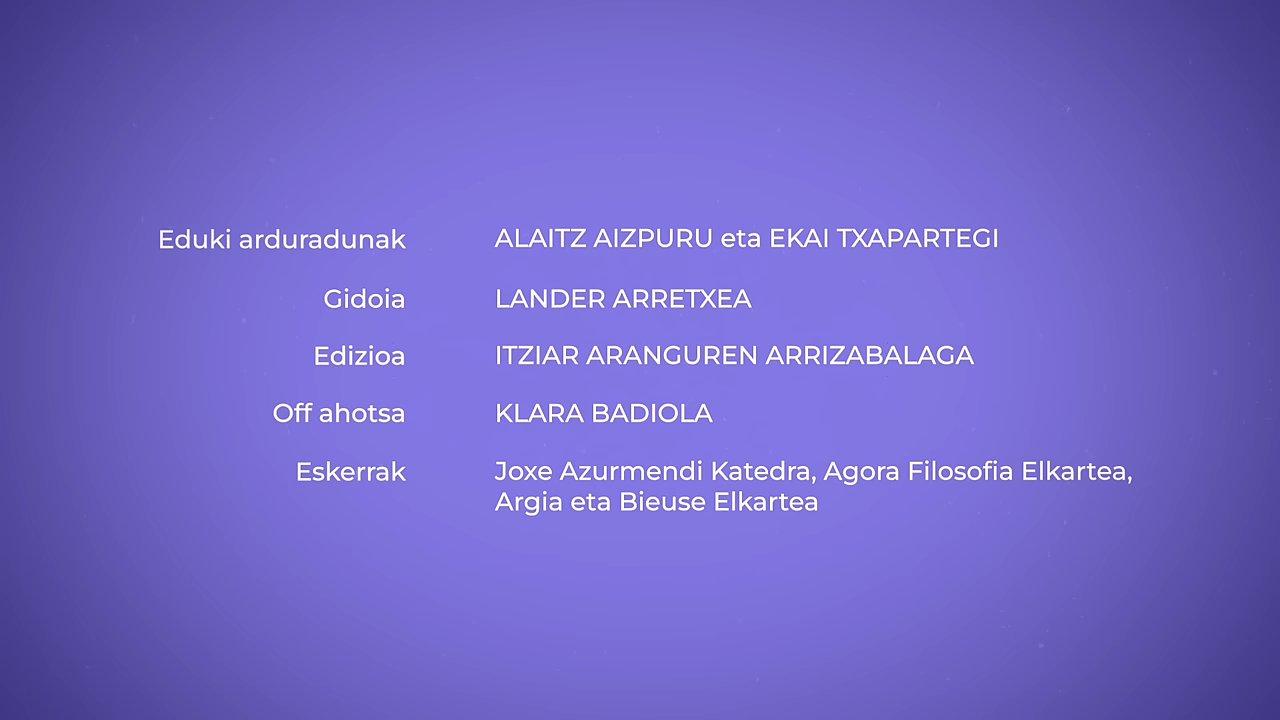 Eduki arduradunak ALAITZ AIZPURU eta EKAI TXAPARTEGI
Gidoia LANDER ARRETXEA
Edizioa ITZIAR ARANGUREN ARRIZABALAGA
Off ahotsa KLARA BADIOLA
Eskerrak Joxe Azurmendi Katedra, Agora Filosofia Elkartea,
Argia eta Bieuse Elkartea